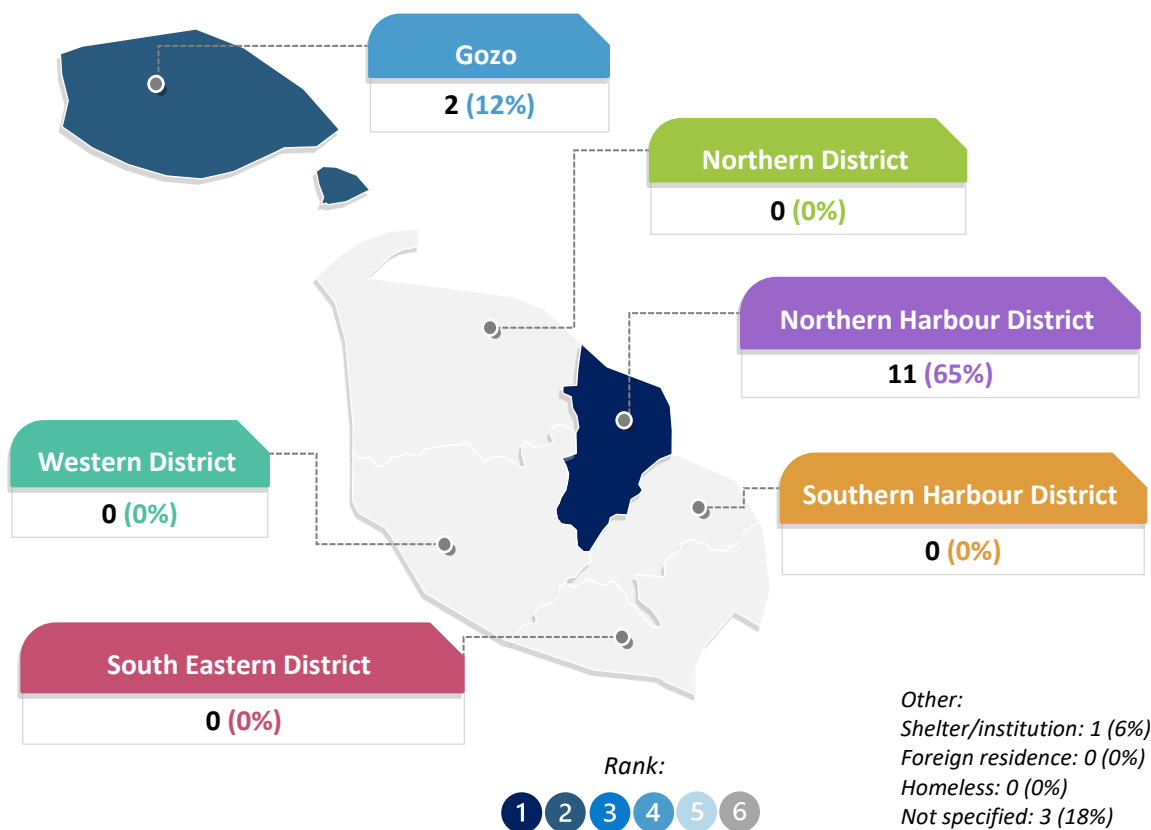 Gozo
2 (12%)
Northern District
0 (0%)
Northern Harbour District
11 (65%)
Western District
0 (0%)
Southern Harbour District
0 (0%)
South Eastern District
0 (0%)
Other:
Shelter/institution: 1 (6%)
Foreign residence: 0 (0%)
Homeless: 0 (0%)
Not specified: 3 (18%)
Rank:
1 2 3 4 5 6